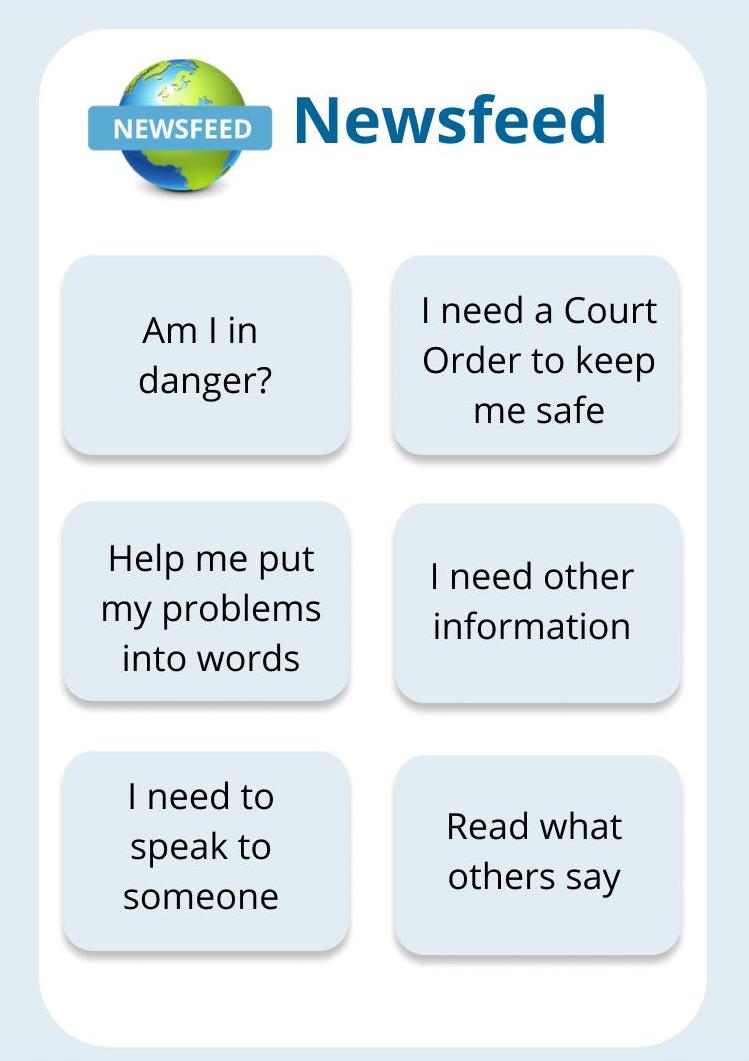 NEWSFEED
Newsfeed
Am I in
danger?
I need a Court
Order to keep
me safe
Help me put
my problems
into words
I need other
information
I need to
speak to
someone
Read what
others say